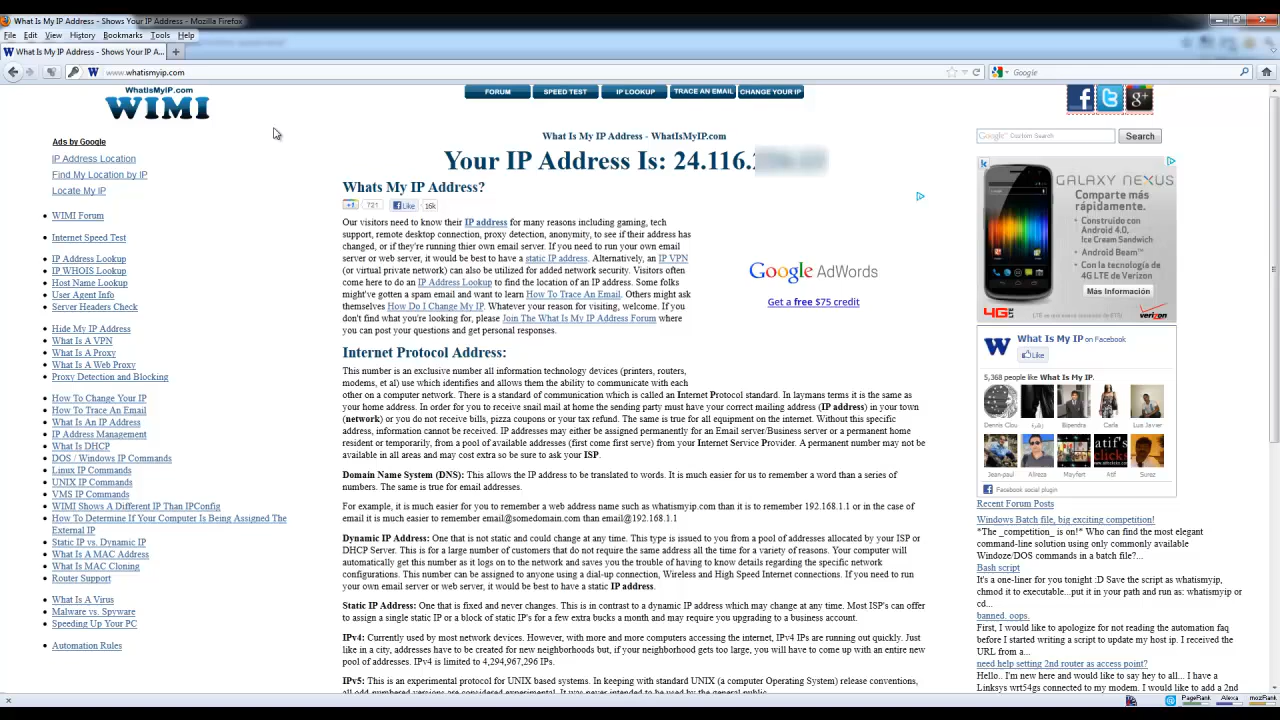 What Is My IP Address - Shows Your IP Address - Mozilla Firefox
File Edit View History Bookmarks Tools Help
What Is My IP Address - Shows Your IP A...
www.whatismyip.com
Google
WhatIsMyIP.com
WIMI
FORUM SPEED TEST IP LOOKUP TRACE AN EMAIL CHANGE YOUR IP
What Is My IP Address - WhatIsMyIP.com
Your IP Address Is: 24.116.
Google Custom Search Search
Ads by Google
IP Address Location
Find My Location by IP
Locate My IP
WIMI Forum
Internet Speed Test
IP Address Lookup
IP WHOIS Lookup
Host Name Lookup
User Agent Info
Server Headers Check
Hide My IP Address
What Is A VPN
What Is A Proxy
What Is A Web Proxy
Proxy Detection and Blocking
How To Change Your IP
How To Trace An Email
What Is An IP Address
IP Address Management
What Is DHCP
DOS / Windows IP Commands
Linux IP Commands
UNIX IP Commands
VMS IP Commands
WIMI Shows A Different IP Than IPConfig
How To Determine If Your Computer Is Being Assigned The
External IP
Static IP vs. Dynamic IP
What Is A MAC Address
What Is MAC Cloning
Router Support
What Is A Virus
Malware vs. Spyware
Speeding Up Your PC
Automation Rules
Whats My IP Address?
+1 721 Like 16k
Our visitors need to know their IP address for many reasons including gaming, tech
support, remote desktop connection, proxy detection, anonymity, to see if their address has
changed, or if they're running thier own email server. If you need to run your own email
server or web server, it would be best to have a static IP address. Alternatively, an IP VPN
(or virtual private network) can also be utilized for added network security. Visitors often
come here to do an IP Address Lookup to find the location of an IP address. Some folks
might've gotten a spam email and want to learn How To Trace An Email. Others might ask
themselves How Do I Change My IP. Whatever your reason for visiting, welcome. If you
don't find what you're looking for, please Join The What Is My IP Address Forum where
you can post your questions and get personal responses.
Google AdWords
Get a free $75 credit
Internet Protocol Address:
This number is an exclusive number all information technology devices (printers, routers,
modems, et al) use which identifies and allows them the ability to communicate with each
other on a computer network. There is a standard of communication which is called an Internet Protocol standard. In laymans terms it is the same as
your home address. In order for you to receive snail mail at home the sending party must have your correct mailing address (IP address) in your town
(network) or you do not receive bills, pizza coupons or your tax refund. The same is true for all equipment on the internet. Without this specific
address, information cannot be received. IP addresses may either be assigned permanently for an Email server/Business server or a permanent home
resident or temporarily, from a pool of available addresses (first come first serve) from your Internet Service Provider. A permanent number may not be
available in all areas and may cost extra so be sure to ask your ISP.
Domain Name System (DNS): This allows the IP address to be translated to words. It is much easier for us to remember a word than a series of
numbers. The same is true for email addresses.
For example, it is much easier for you to remember a web address name such as whatismyip.com than it is to remember 192.168.1.1 or in the case of
email it is much easier to remember email@somedomain.com than email@192.168.1.1
Dynamic IP Address: One that is not static and could change at any time. This type is issued to you from a pool of addresses allocated by your ISP or
DHCP Server. This is for a large number of customers that do not require the same address all the time for a variety of reasons. Your computer will
automatically get this number as it logs on to the network and saves you the trouble of having to know details regarding the specific network
configurations. This number can be assigned to anyone using a dial-up connection, Wireless and High Speed Internet connections. If you need to run
your own email server or web server, it would be best to have a static IP address.
Static IP Address: One that is fixed and never changes. This is in contrast to a dynamic IP address which may change at any time. Most ISP's can offer
to assign a single static IP or a block of static IP's for a few extra bucks a month and may require you upgrading to a business account.
IPv4: Currently used by most network devices. However, with more and more computers accessing the internet, IPv4 IPs are running out quickly. Just
like in a city, addresses have to be created for new neighborhoods but, if your neighborhood gets too large, you will have to come up with an entire new
pool of addresses. IPv4 is limited to 4,294,967,296 IPs.
IPv5: This is an experimental protocol for UNIX based systems. In keeping with standard UNIX (a computer Operating System) release conventions,
all odd-numbered versions are considered experimental. It was never intended to be used by the general public.
GALAXY NEXUS
Comparte más
rápidamente.
Construido con
Android 4.0,
Ice Cream Sandwich
Android Beam™
Con la tecnología
de 4G LTE de Verizon
Más Información
4G LTE
LTE es una marca comercial de ETSI.
verizon
What Is My IP on Facebook
Like
5,368 people like What Is My IP.
Dennis Cibu Bipendra Carla Lua Javier
Jean-paul Alireza Mayfert Atif Suraz
Facebook social plugin
Recent Forum Posts
Windows Batch file, big exciting competition!
*The _competition_ is on!* Who can find the most elegant
command-line solution using only commonly available
Windoze/DOS commands in a batch file?...
Bash script
It's a one-liner for you tonight :D Save the script as whatismyip,
chmod it to executable...put it in your path and run as: whatismyip or
cd...
banned. oops.
First, I would like to apologize for not reading the automation faq
before I started writing a script to update my host ip. I received the
URL from a...
need help setting 2nd router as access point?
Hello.. I'm new here and would like to say hey to all... I have a
Linksys wrt54gs connected to my modem. I would like to add a 2nd
PageRank Alexa mozRank